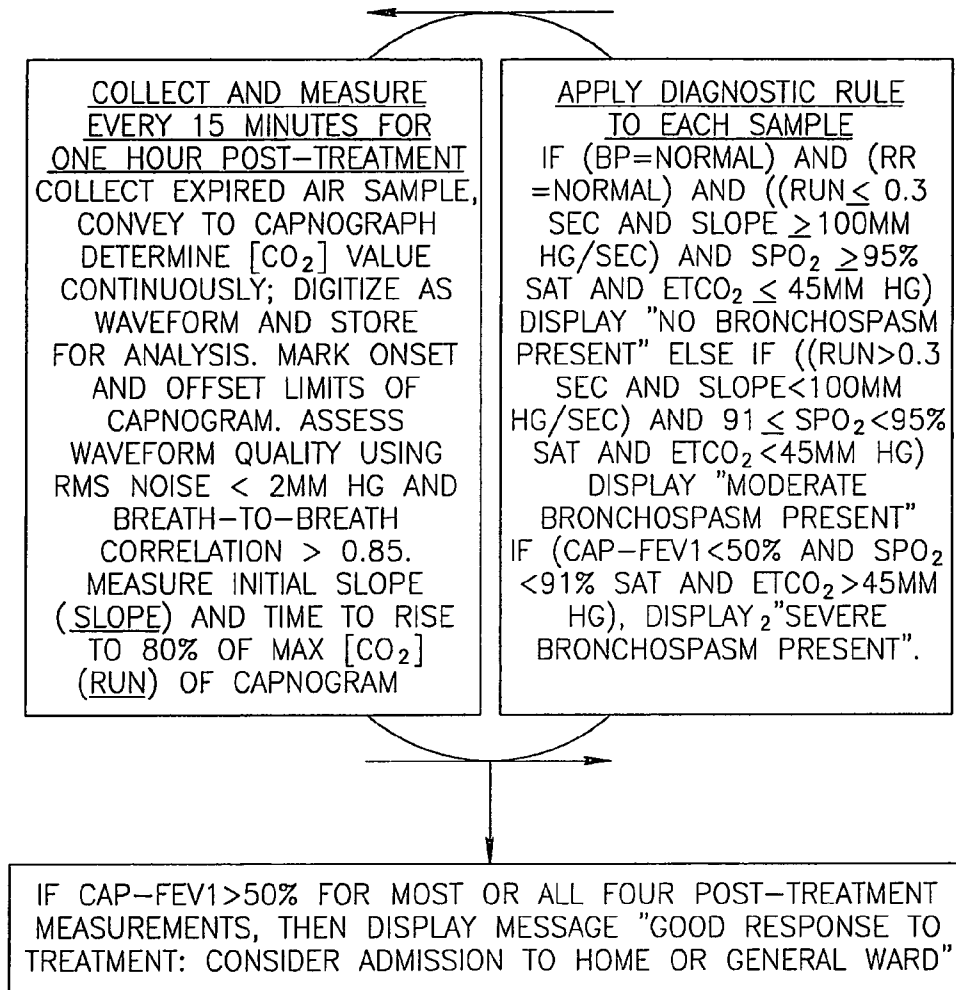 COLLECT AND MEASURE
EVERY 15 MINUTES FOR
ONE HOUR POST-TREATMENT
COLLECT EXPIRED AIR SAMPLE,
CONVEY TO CAPNOGRAPH
DETERMINE [CO₂] VALUE
CONTINUOUSLY; DIGITIZE AS
WAVEFORM AND STORE
FOR ANALYSIS. MARK ONSET
AND OFFSET LIMITS OF
CAPNOGRAM. ASSESS
WAVEFORM QUALITY USING
RMS NOISE < 2MM HG AND
BREATH-TO-BREATH
CORRELATION > 0.85.
MEASURE INITIAL SLOPE
(SLOPE) AND TIME TO RISE
TO 80% OF MAX [CO₂]
(RUN) OF CAPNOGRAM
APPLY DIAGNOSTIC RULE
TO EACH SAMPLE
IF (BP=NORMAL) AND (RR
=NORMAL) AND ((RUN≤ 0.3
SEC AND SLOPE ≥100MM
HG/SEC) AND SPO₂ ≥95%
SAT AND ETCO₂ ≤ 45MM HG)
DISPLAY "NO BRONCHOSPASM
PRESENT" ELSE IF ((RUN>0.3
SEC AND SLOPE<100MM
HG/SEC) AND 91 ≤ SPO₂<95%
SAT AND ETCO₂<45MM HG)
DISPLAY "MODERATE
BRONCHOSPASM PRESENT"
IF (CAP-FEV1<50% AND SPO₂
<91% SAT AND ETCO₂>45MM
HG), DISPLAY ₂"SEVERE
BRONCHOSPASM PRESENT".
IF CAP-FEV1>50% FOR MOST OR ALL FOUR POST-TREATMENT
MEASUREMENTS, THEN DISPLAY MESSAGE "GOOD RESPONSE TO
TREATMENT: CONSIDER ADMISSION TO HOME OR GENERAL WARD"